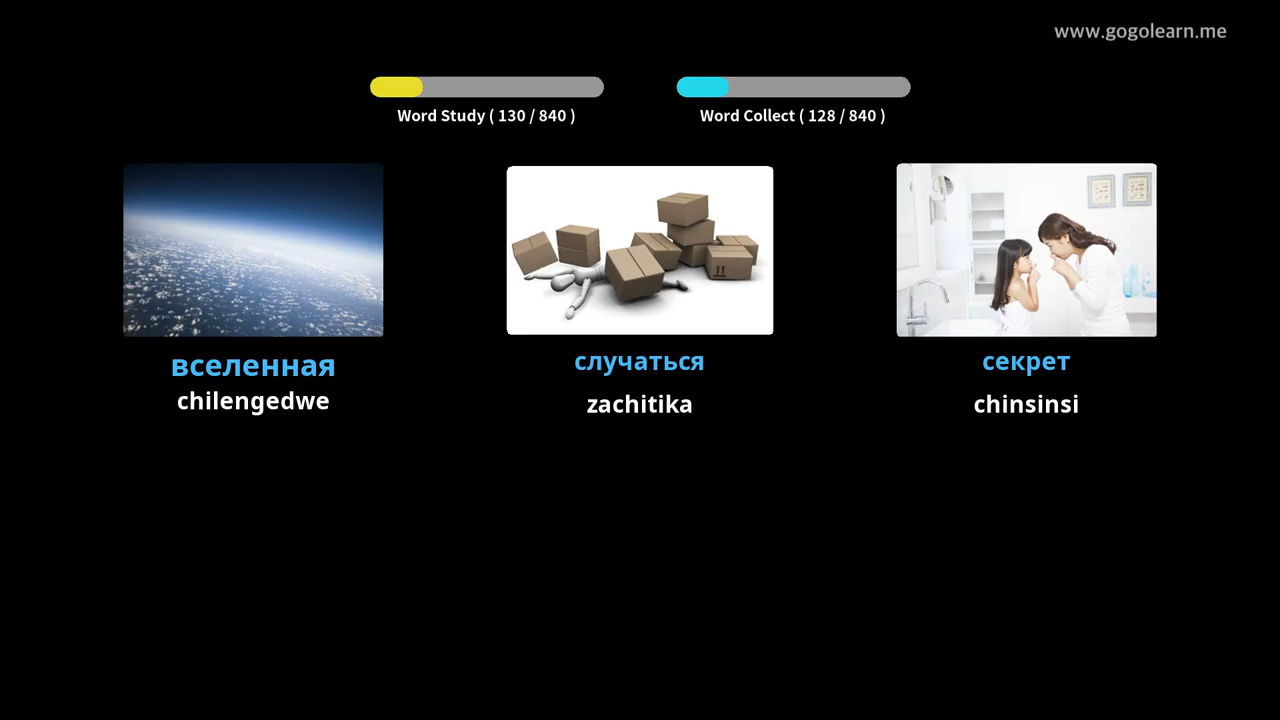 www.gogolearn.me
Word Study ( 130 / 840 )
Word Collect ( 128 / 840 )
вселенная
chilengedwe
случаться
zachitika
секрет
chinsinsi